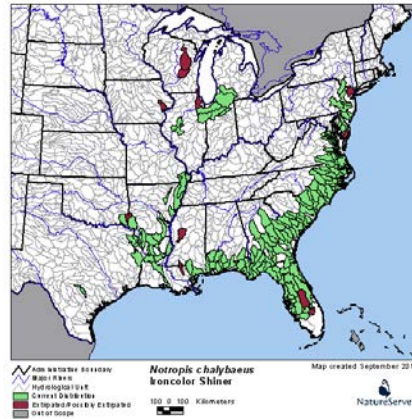 Notropis chalybaeus
Ironcolor Shiner
Map created September 201
Administrative Boundary
Major Rivers
Hydrological Unit
Current Distribution
Extirpated/Possibly Extirpated
Out of Scope
100 0 100 Kilometers
NatureServe